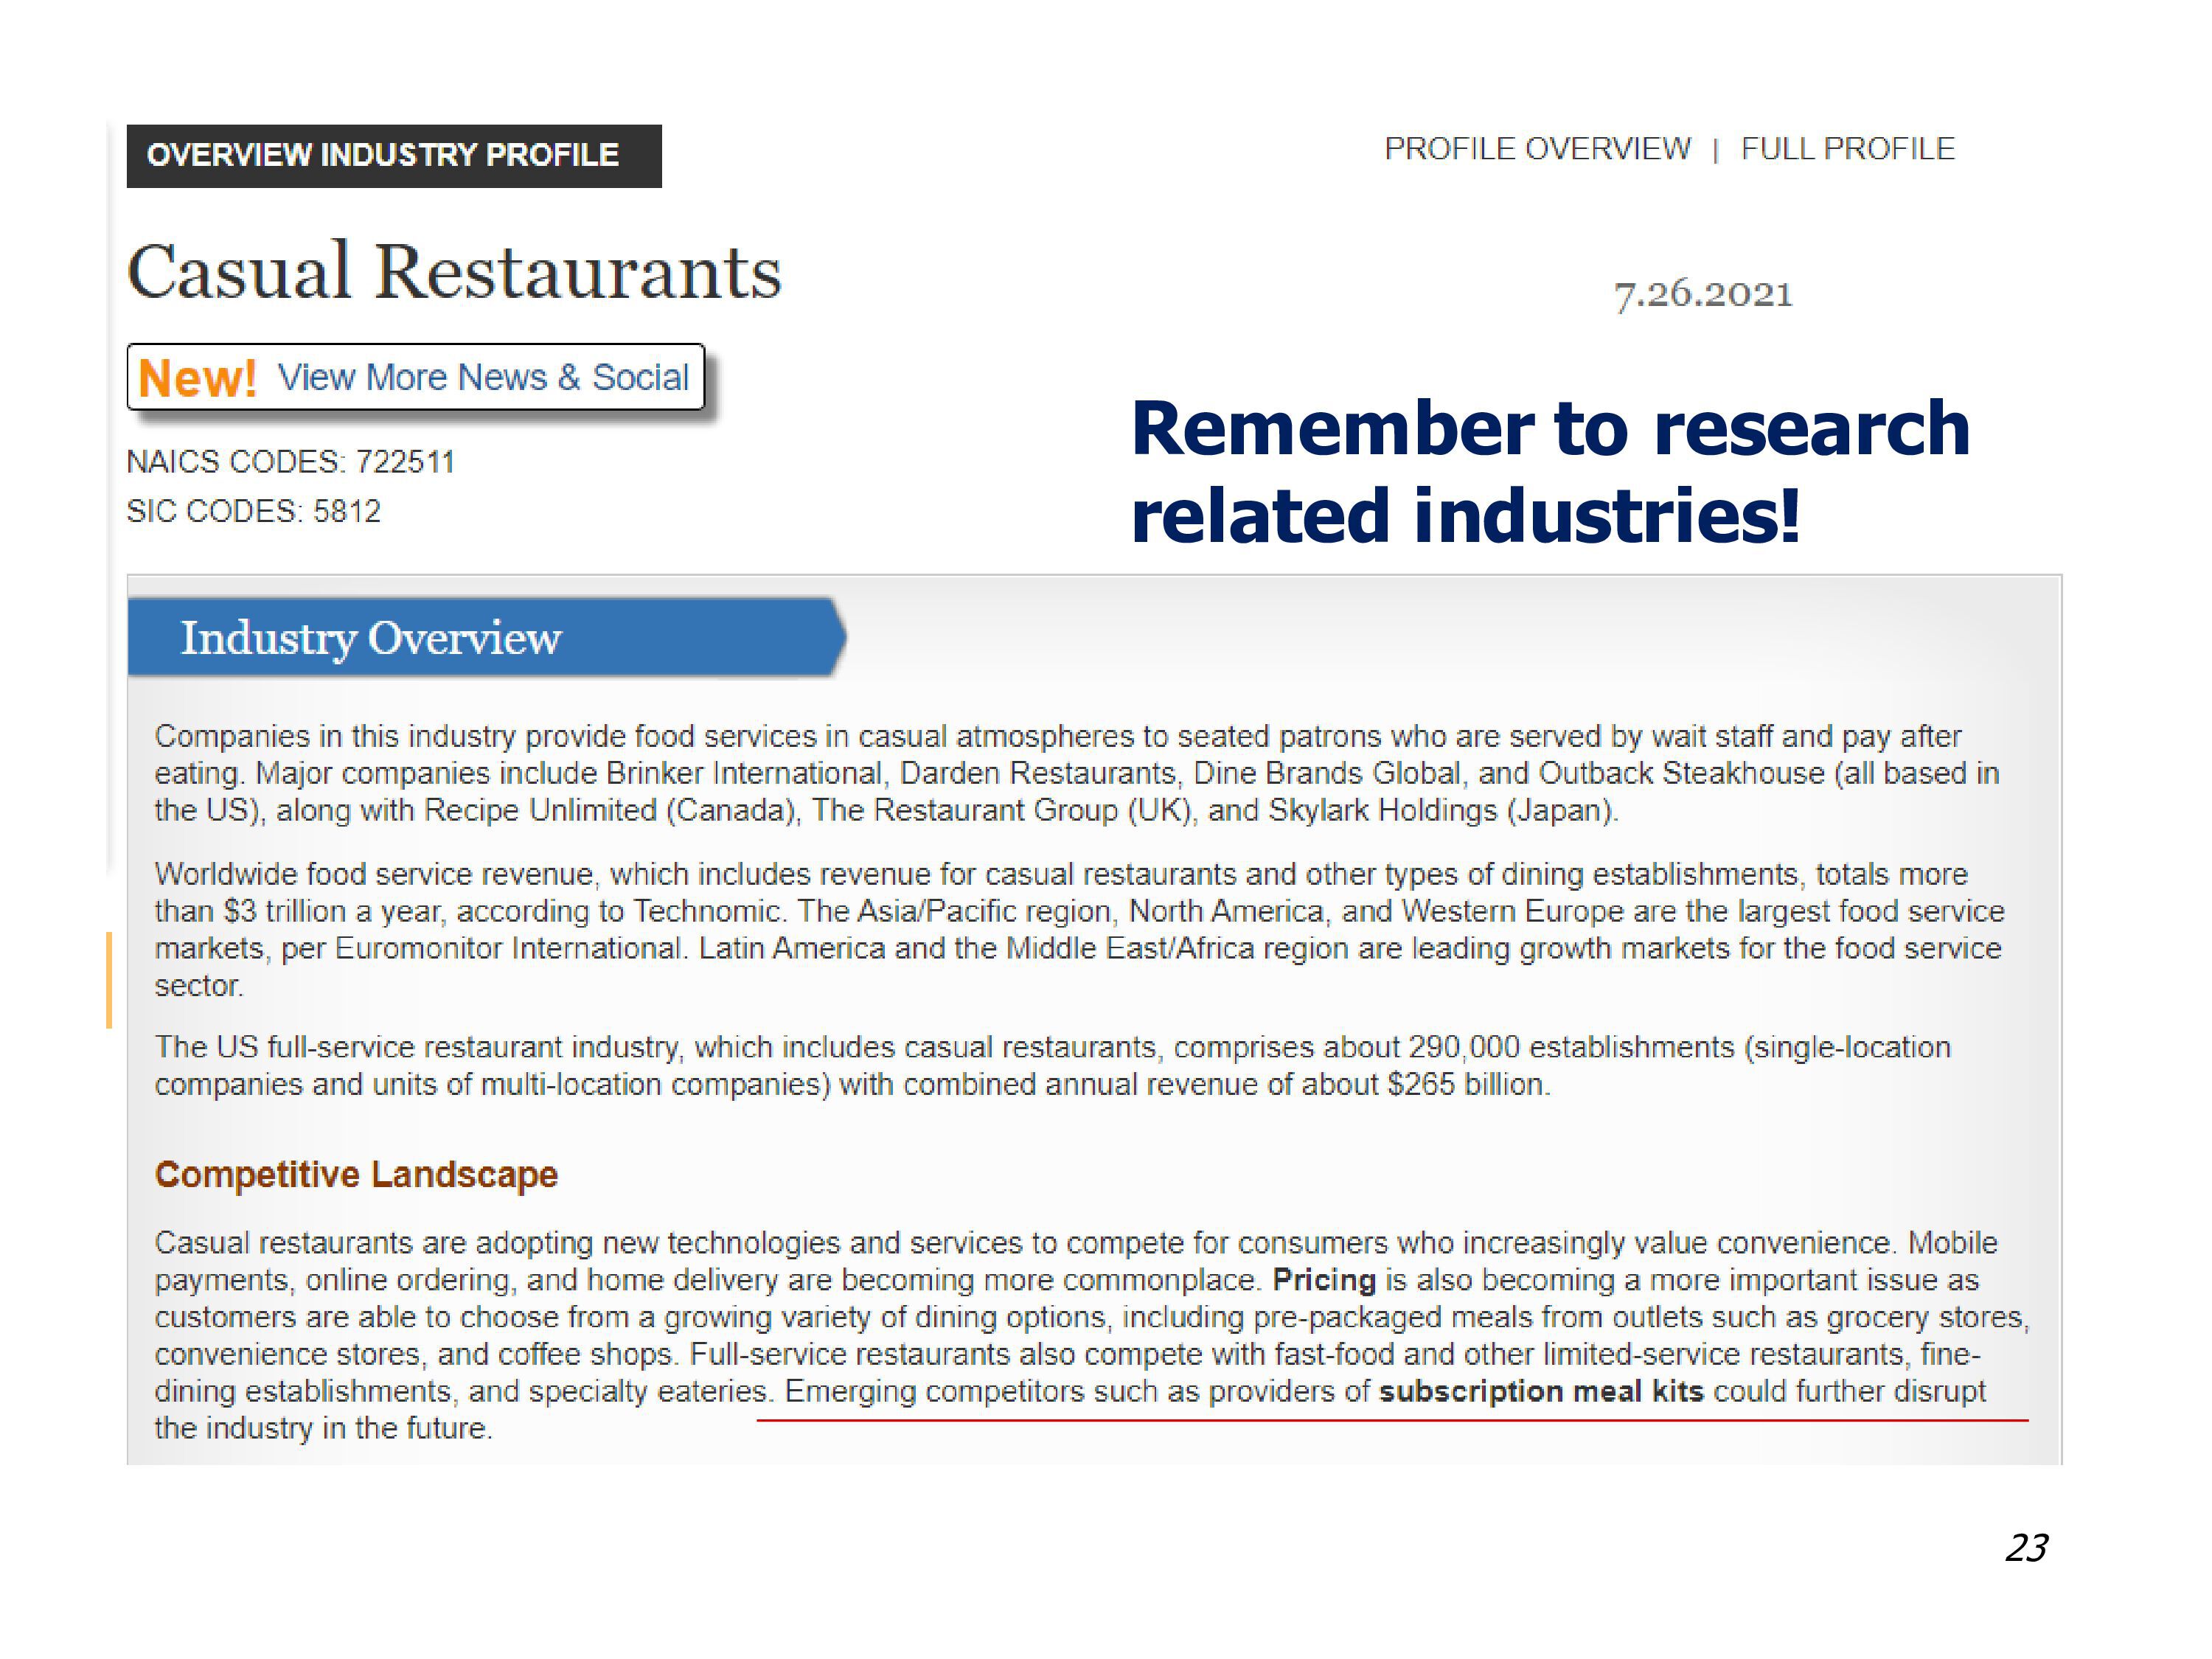 OVERVIEW INDUSTRY PROFILE
PROFILE OVERVIEW | FULL PROFILE
Casual Restaurants
7.26.2021
New! View More News & Social
Remember to research
related industries!
NAICS CODES: 722511
SIC CODES: 5812
Industry Overview
Companies in this industry provide food services in casual atmospheres to seated patrons who are served by wait staff and pay after
eating. Major companies include Brinker International, Darden Restaurants, Dine Brands Global, and Outback Steakhouse (all based in
the US), along with Recipe Unlimited (Canada), The Restaurant Group (UK), and Skylark Holdings (Japan).
Worldwide food service revenue, which includes revenue for casual restaurants and other types of dining establishments, totals more
than $3 trillion a year, according to Technomic. The Asia/Pacific region, North America, and Western Europe are the largest food service
markets, per Euromonitor International. Latin America and the Middle East/Africa region are leading growth markets for the food service
sector.
The US full-service restaurant industry, which includes casual restaurants, comprises about 290,000 establishments (single-location
companies and units of multi-location companies) with combined annual revenue of about $265 billion.
Competitive Landscape
Casual restaurants are adopting new technologies and services to compete for consumers who increasingly value convenience. Mobile
payments, online ordering, and home delivery are becoming more commonplace. Pricing is also becoming a more important issue as
customers are able to choose from a growing variety of dining options, including pre-packaged meals from outlets such as grocery stores,
convenience stores, and coffee shops. Full-service restaurants also compete with fast-food and other limited-service restaurants, fine-
dining establishments, and specialty eateries. Emerging competitors such as providers of subscription meal kits could further disrupt
the industry in the future.
23